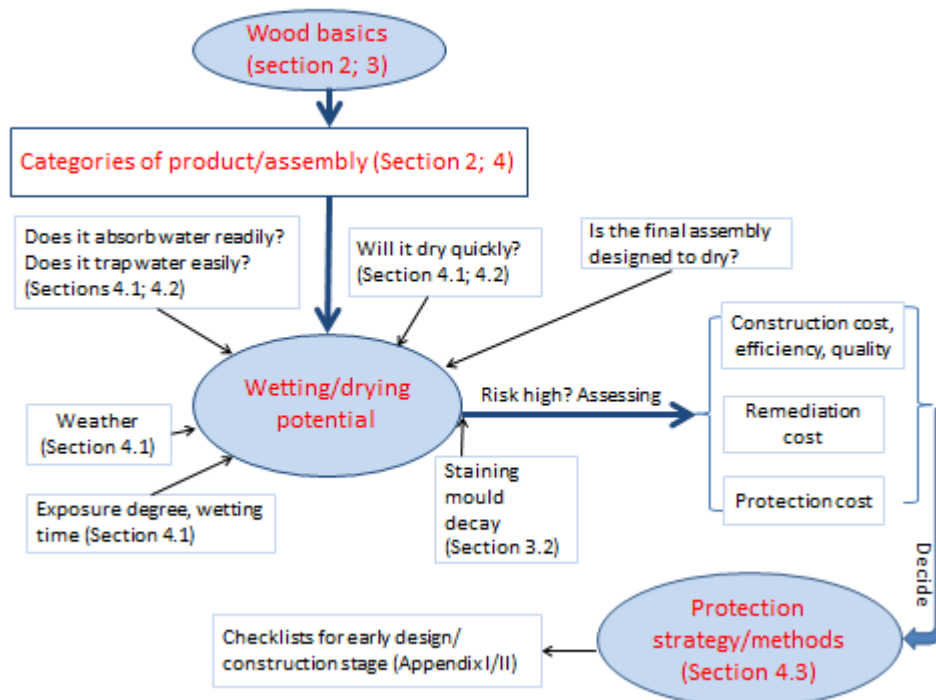 Wood basics
(section 2; 3)
Categories of product/assembly (Section 2; 4)
Does it absorb water readily?
Does it trap water easily?
(Sections 4.1; 4.2)
Will it dry quickly?
(Section 4.1; 4.2)
Is the final assembly
designed to dry?
Wetting/drying
potential
Weather
(Section 4.1)
Exposure degree, wetting
time (Section 4.1)
Staining
mould
decay
(Section 3.2)
Risk high? Assessing
Construction cost,
efficiency, quality
Remediation
cost
Protection cost
Decide
Protection
strategy/methods
(Section 4.3)
Checklists for early design/
construction stage (Appendix I/II)